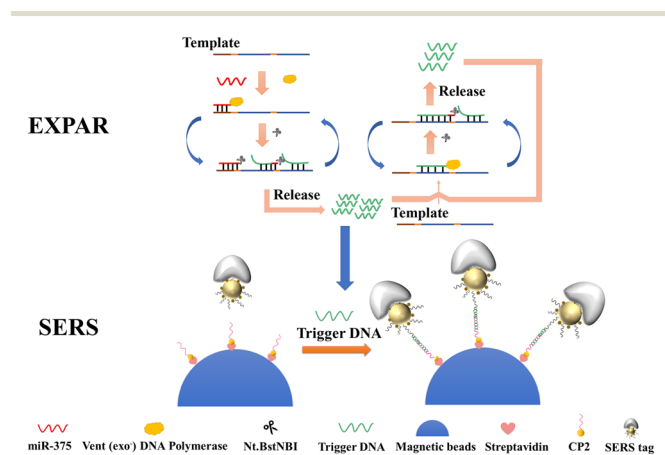 Template
EXPAR
Release
Release
Template
SERS
Trigger DNA
miR-375
Vent (exo-) DNA Polymerase
Nt.BstNBI
Trigger DNA
Magnetic beads
Streptavidin
CP2
SERS tag